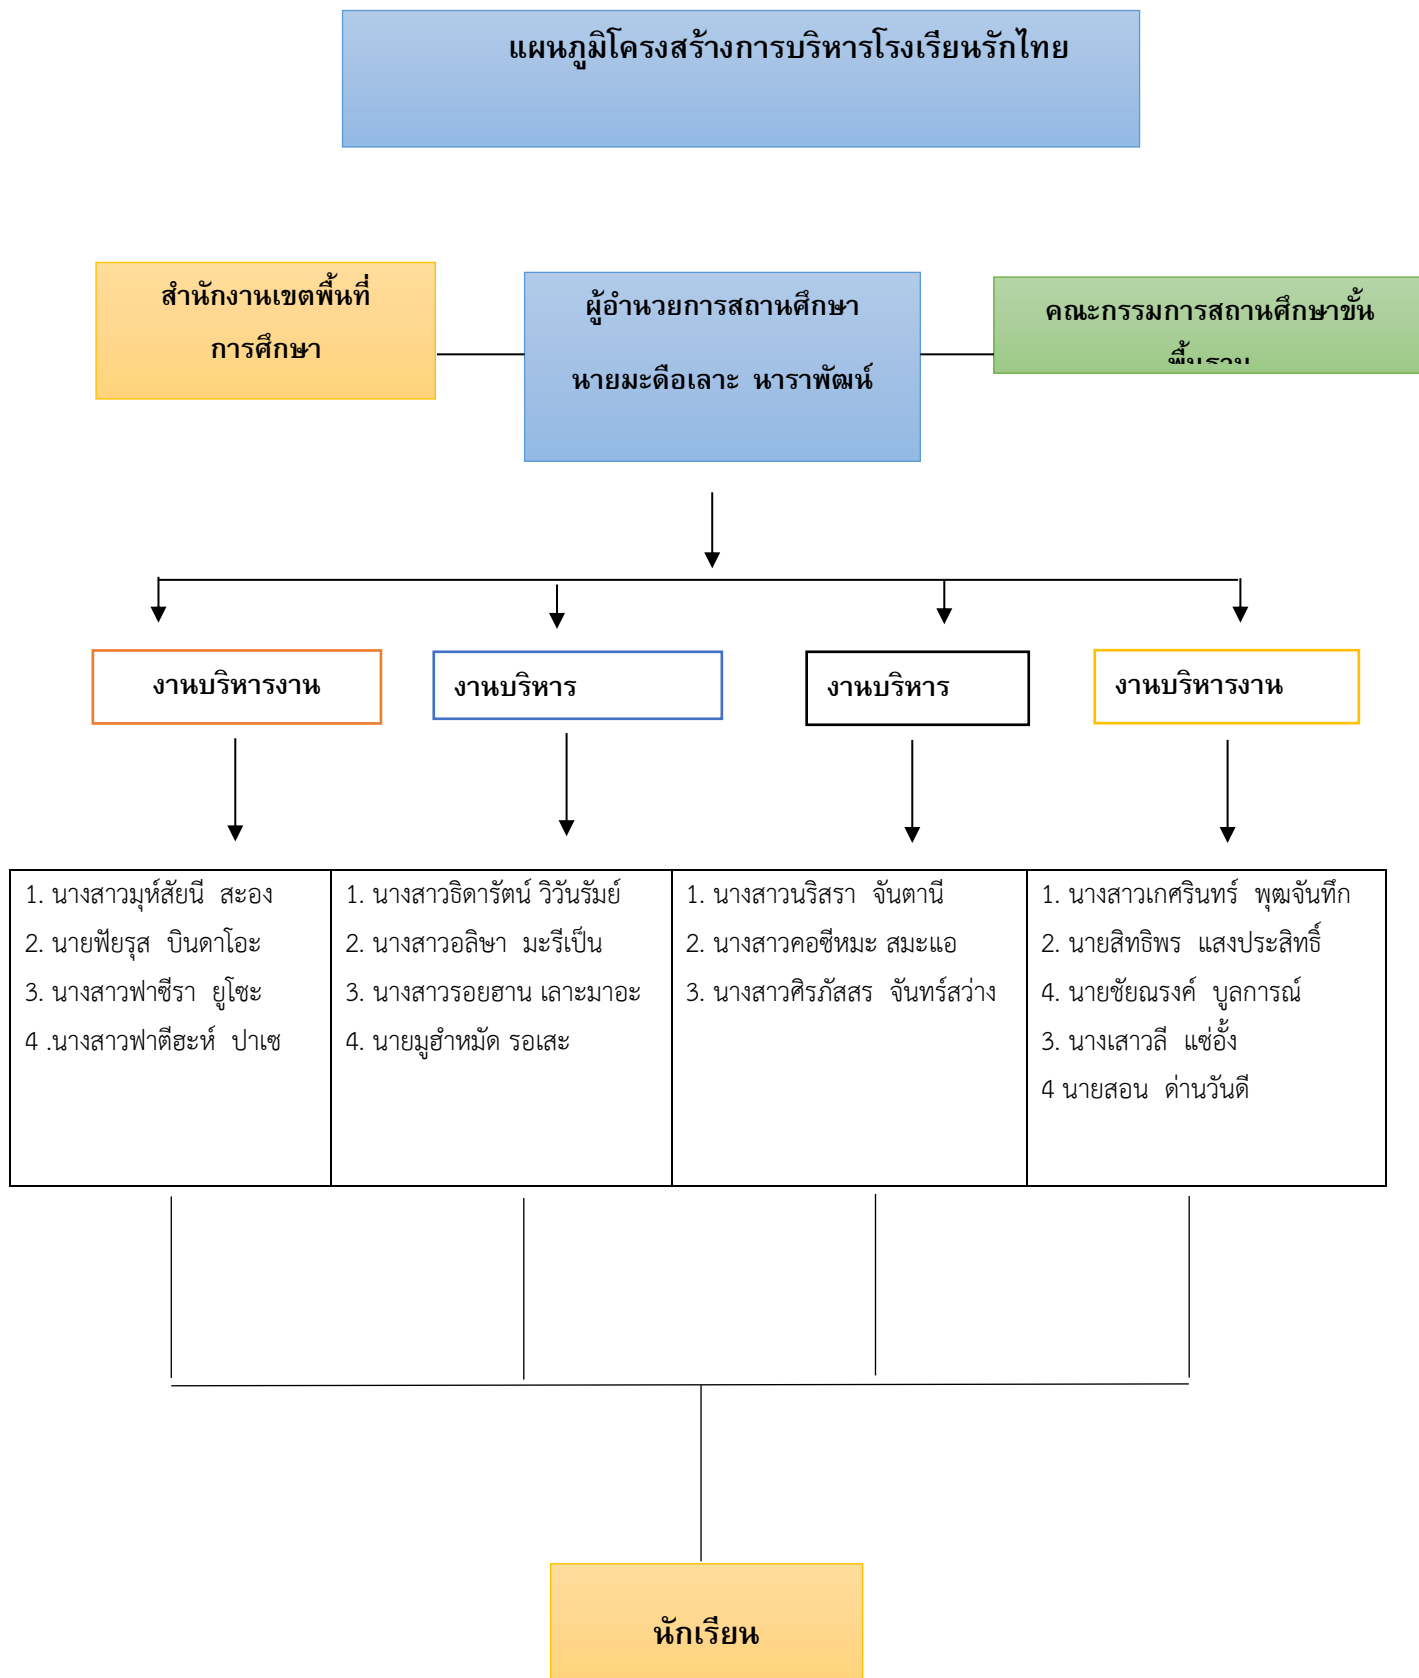 แผนภูมิโครงสร้างการบริหารโรงเรียนรักไทย
สำนักงานเขตพื้นที่
การศึกษา
ผู้อำนวยการสถานศึกษา
นายมะดือเลาะ นาราพัฒน์
คณะกรรมการสถานศึกษาขั้น
พื้นฐาน
งานบริหารงาน
งานบริหาร
งานบริหาร
งานบริหารงาน
1. นางสาวมุห์สัยนี สะอง
2. นายฟัยรุส บินดาโอะ
3. นางสาวฟาซีรา ยูโซะ
4 .นางสาวฟาตีฮะห์ ปาเซ
1. นางสาวธิดารัตน์ วิวันรัมย์
2. นางสาวอลิษา มะรีเป็น
3. นางสาวรอยฮาน เลาะมาอะ
4. นายมูฮำหมัด รอเสะ
1. นางสาวนริสรา จันตานี
2. นางสาวคอซีหมะ สมะแอ
3. นางสาวศิรภัสสร จันทร์สว่าง
1. นางสาวเกศรินทร์ พุฒจันทึก
2. นายสิทธิพร แสงประสิทธิ์
4. นายชัยณรงค์ บูลการณ์
3. นางเสาวลี แซ่อั้ง
4 นายสอน ด่านวันดี
นักเรียน